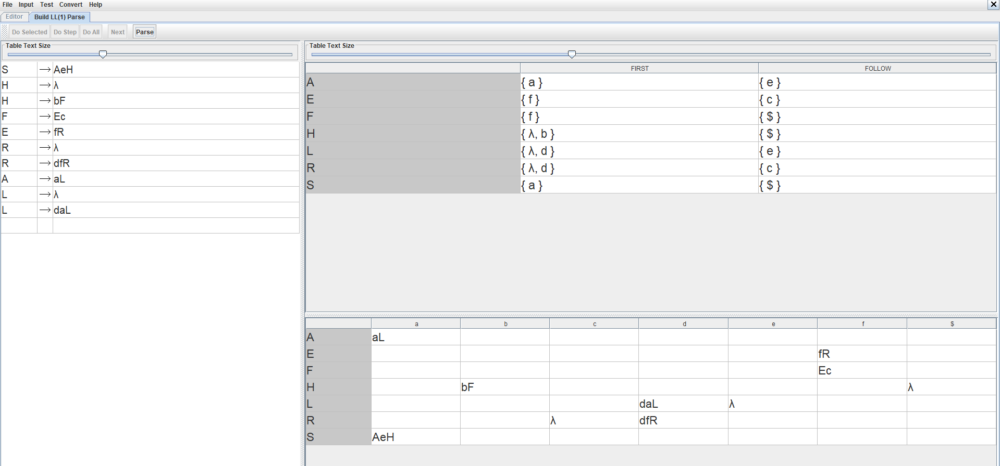 File Input Test Convert Help
Editor Build LL(1) Parse
Do Selected Do Step Do All Next Parse
Table Text Size
S → AeH
H → λ
H → bF
F → Ec
E → fR
R → λ
R → dfR
A → aL
L → λ
L → daL
Table Text Size
FIRST FOLLOW
A { a } { e }
E { f } { c }
F { f } { $ }
H { λ, b } { $ }
L { λ, d } { e }
R { λ, d } { c }
S { a } { $ }
a b c d e f $
A aL
E fR
F Ec
H bF λ
L daL λ
R λ dfR
S AeH